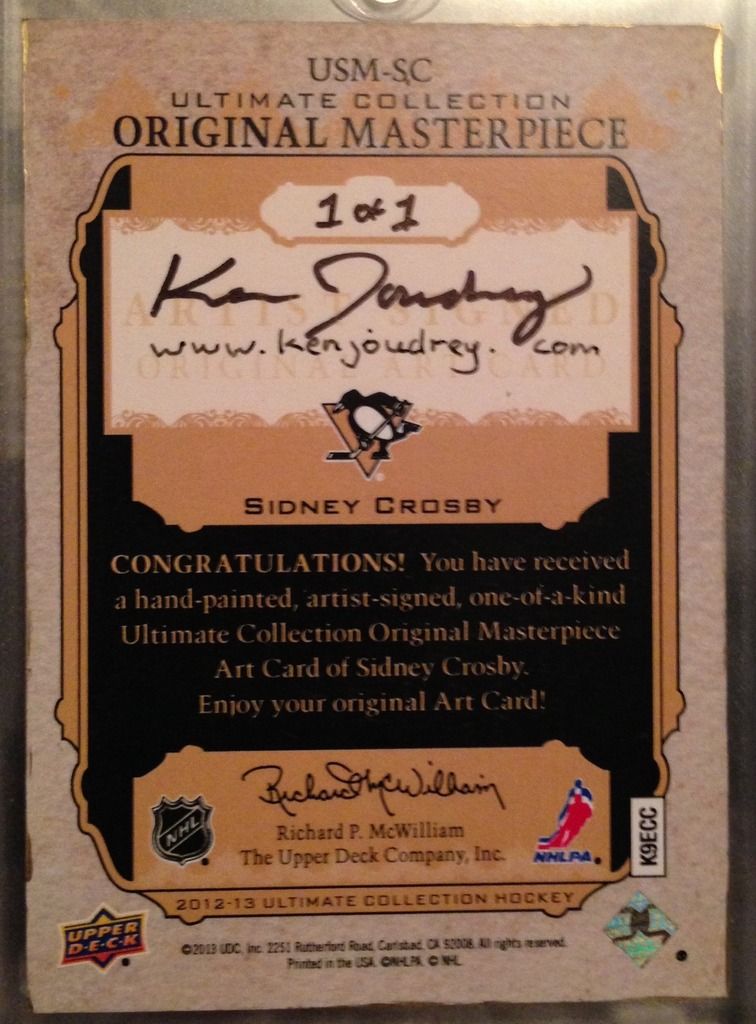 USM-SC
ULTIMATE COLLECTION
ORIGINAL MASTERPIECE
1 of 1
ARTIST SIGNED
Ken Joudrey
www.kenjoudrey.com
ORIGINAL ART CARD
SIDNEY CROSBY
CONGRATULATIONS! You have received
a hand-painted, artist-signed, one-of-a-kind
Ultimate Collection Original Masterpiece
Art Card of Sidney Crosby.
Enjoy your original Art Card!
Richard McWilliam
Richard P. McWilliam
The Upper Deck Company, Inc.
NHL
NHLPA
K9ECC
2012-13 ULTIMATE COLLECTION HOCKEY
UPPER
D·E·C·K
©2013 UDC, Inc. 2251 Rutherford Road, Carlsbad, CA 92008. All rights reserved.
Printed in the USA. ©NHLPA. © NHL